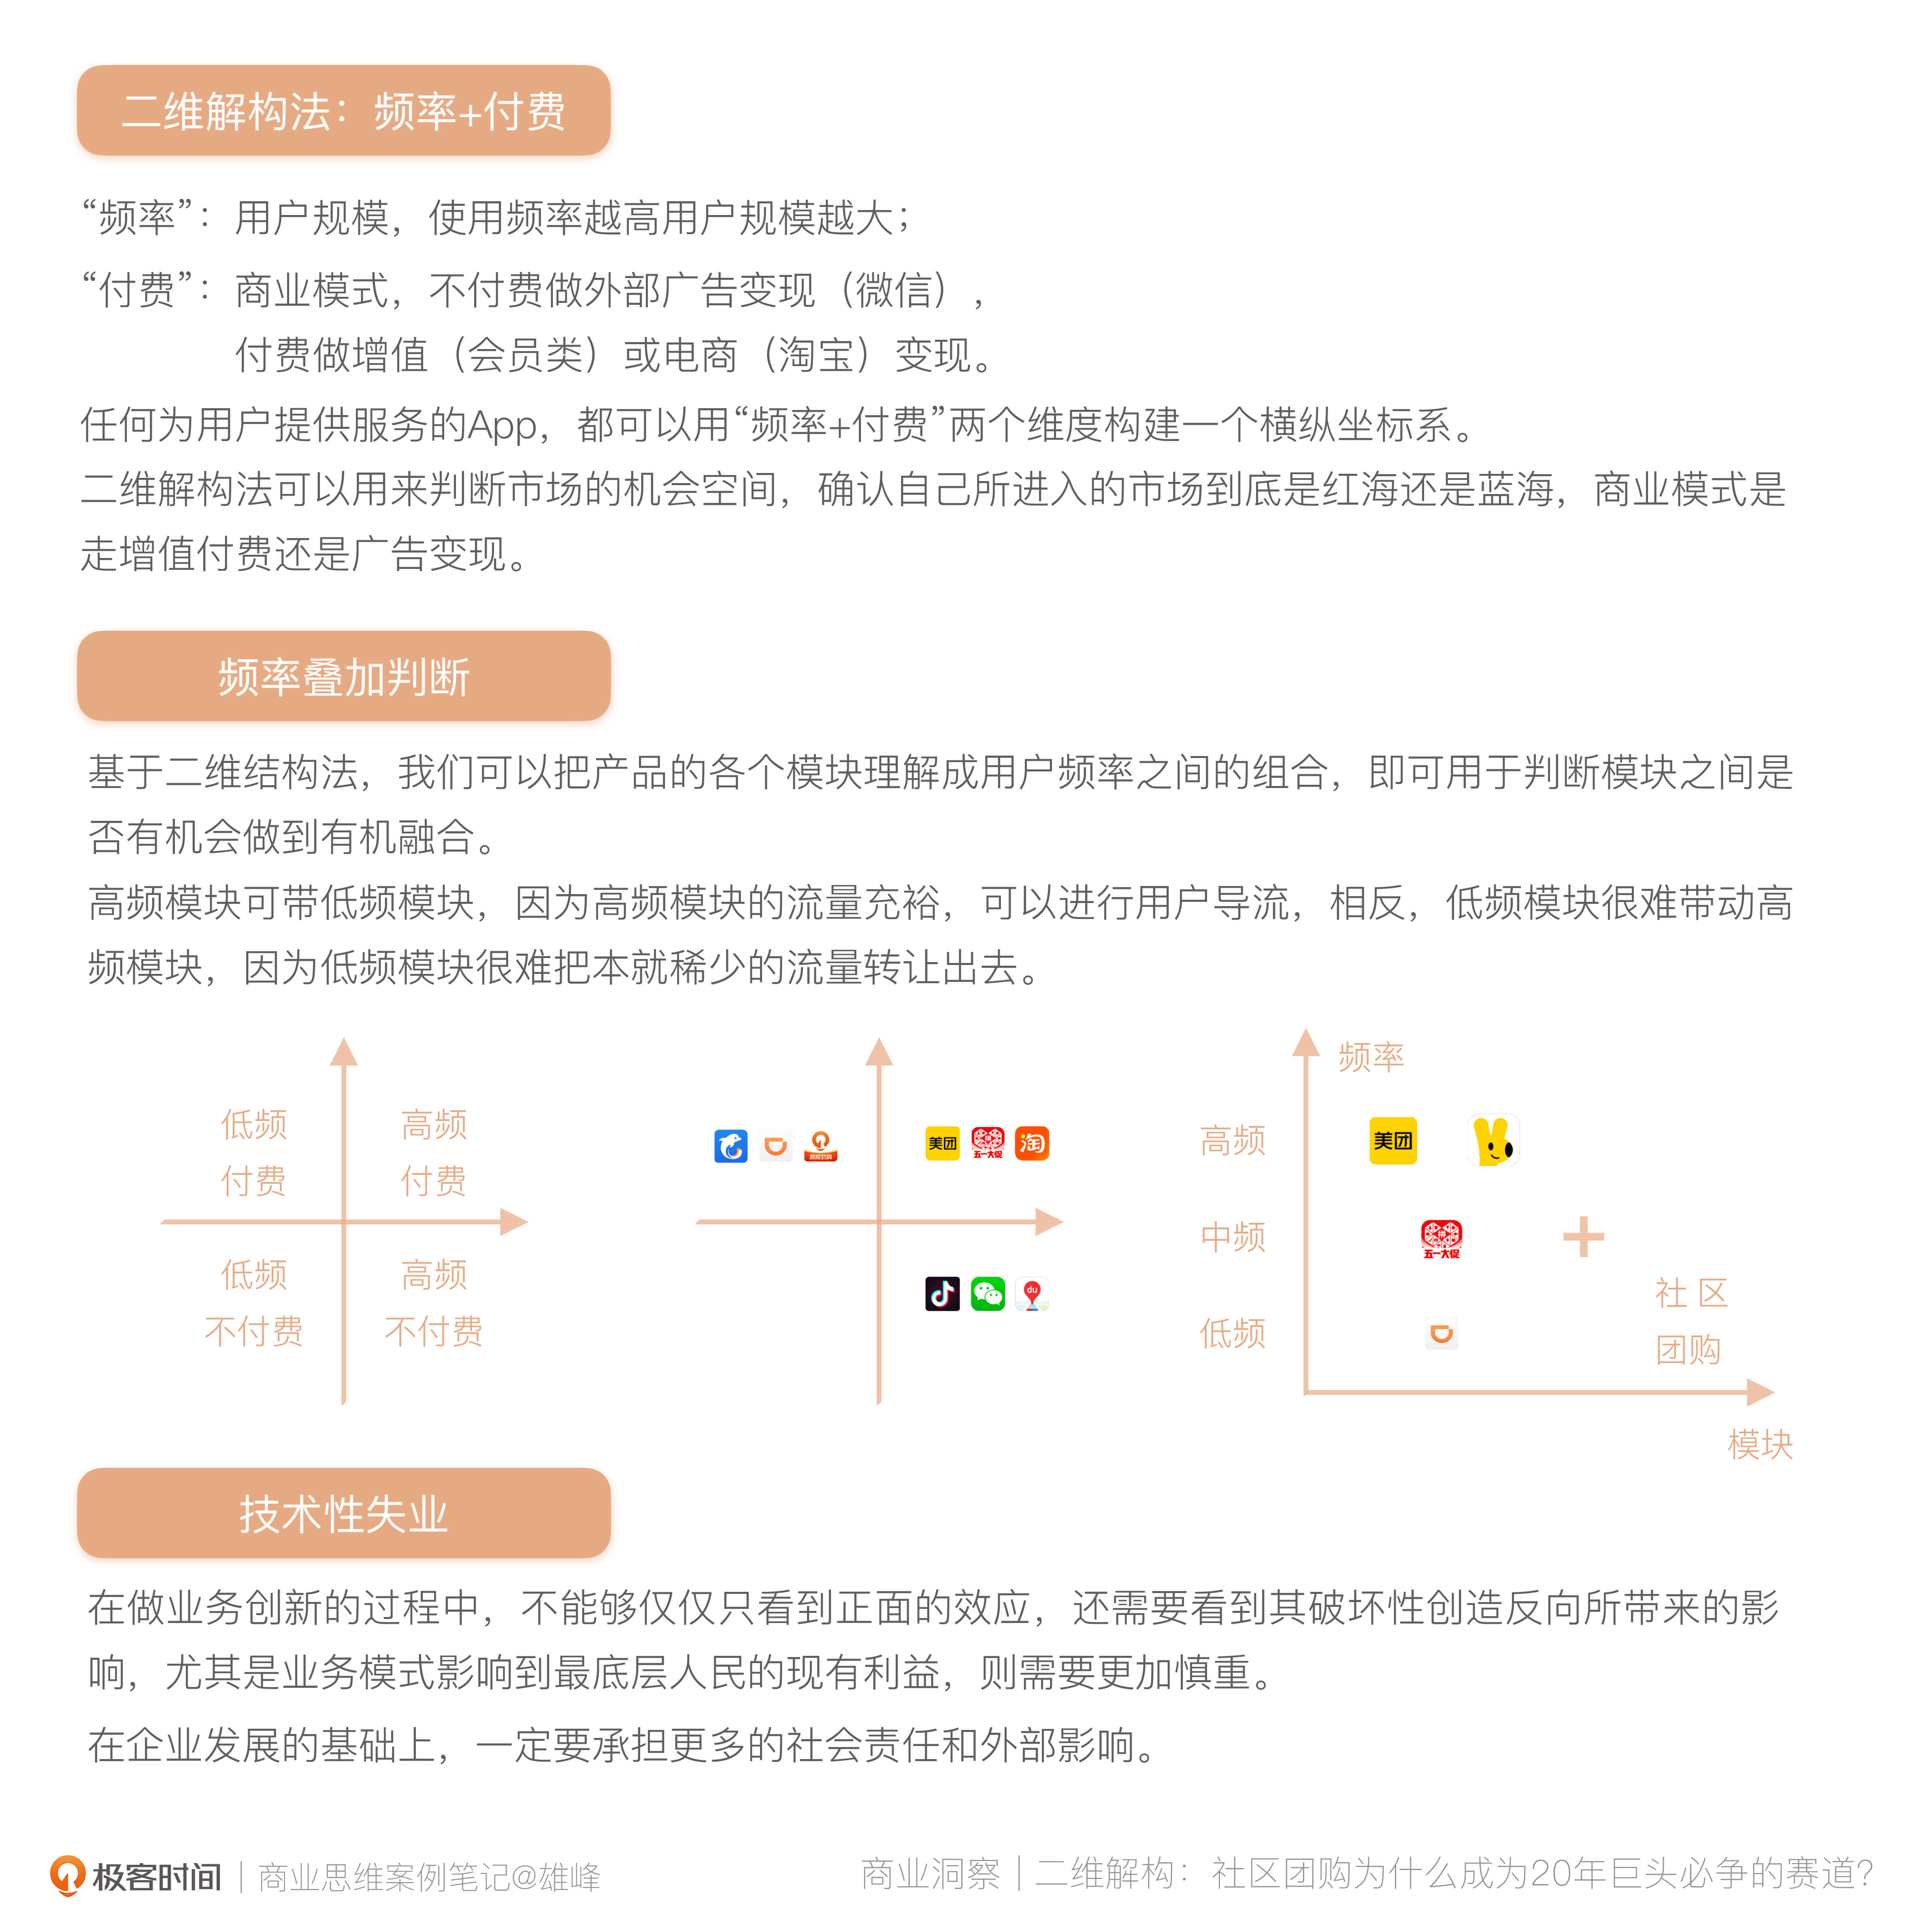 二维解构法：频率+付费
“频率”：用户规模，使用频率越高用户规模越大；
“付费”：商业模式，不付费做外部广告变现（微信），
付费做增值（会员类）或电商（淘宝）变现。
任何为用户提供服务的App，都可以用“频率+付费”两个维度构建一个横纵坐标系。
二维解构法可以用来判断市场的机会空间，确认自己所进入的市场到底是红海还是蓝海，商业模式是
走增值付费还是广告变现。
频率叠加判断
基于二维结构法，我们可以把产品的各个模块理解成用户频率之间的组合，即可用于判断模块之间是
否有机会做到有机融合。
高频模块可带低频模块，因为高频模块的流量充裕，可以进行用户导流，相反，低频模块很难带动高
频模块，因为低频模块很难把本就稀少的流量转让出去。
低频
付费
高频
付费
低频
不付费
高频
不付费
美团
五一大促
淘
du
频率
高频
美团
中频
五一大促
低频
社区
团购
模块
技术性失业
在做业务创新的过程中，不能够仅仅只看到正面的效应，还需要看到其破坏性创造反向所带来的影
响，尤其是业务模式影响到最底层人民的现有利益，则需要更加慎重。
在企业发展的基础上，一定要承担更多的社会责任和外部影响。
极客时间｜商业思维案例笔记@雄峰
商业洞察｜二维解构：社区团购为什么成为20年巨头必争的赛道？